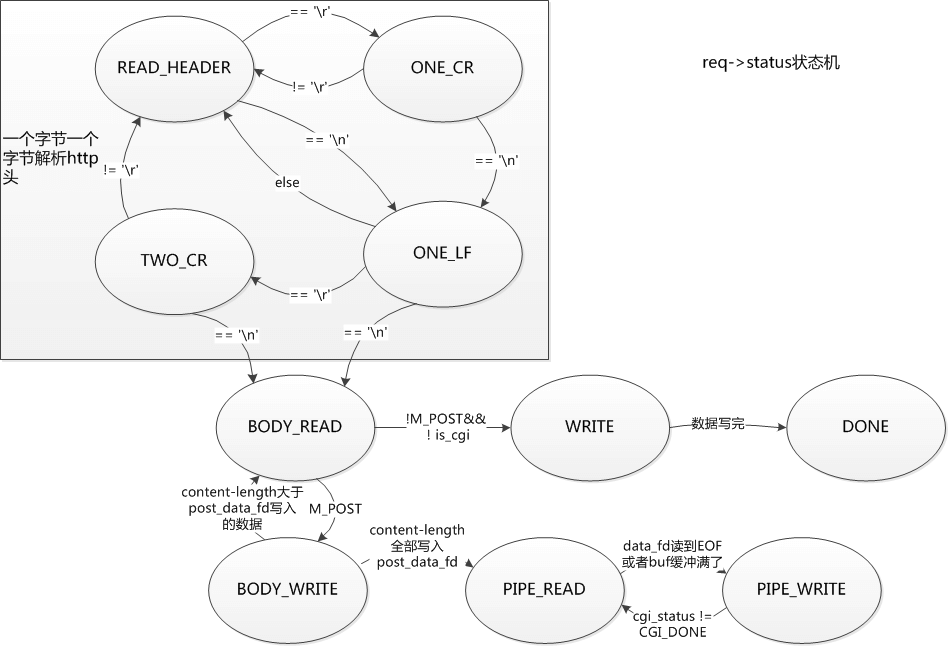 == '\r'
READ_HEADER
ONE_CR
req->status状态机
!= '\r'
一个字节一个
字节解析http
头
== '\n'
!= '\r'
== '\n'
else
TWO_CR
ONE_LF
== '\r'
== '\n'
== '\n'
BODY_READ
!M_POST&&
! is_cgi
WRITE
数据写完
DONE
content-length大于
post_data_fd写入
的数据
M_POST
content-length
全部写入
post_data_fd
data_fd读到EOF
或者buf缓冲满了
BODY_WRITE
PIPE_READ
PIPE_WRITE
cgi_status !=
CGI_DONE